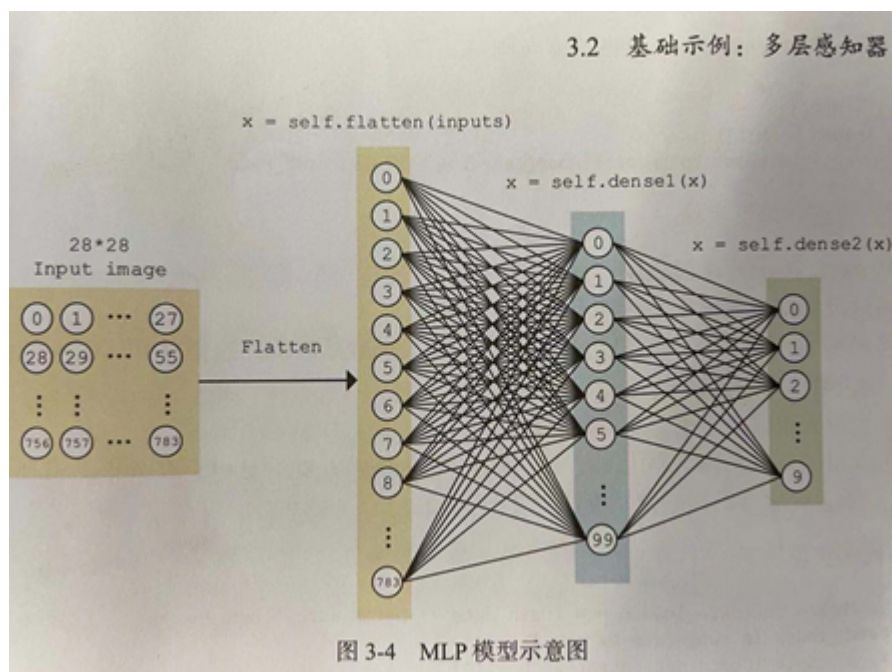 3.2 基础示例：多层感知器
x = self.flatten(inputs)
x = self.dense1(x)
x = self.dense2(x)
28*28
Input image
0 1 ··· 27
28 29 ··· 55
⋮ ⋮ ⋮
756 757 ··· 783
Flatten
0
1
2
3
4
5
6
7
8
⋮
783
0
1
2
3
4
5
⋮
99
0
1
2
⋮
9
图 3-4 MLP 模型示意图